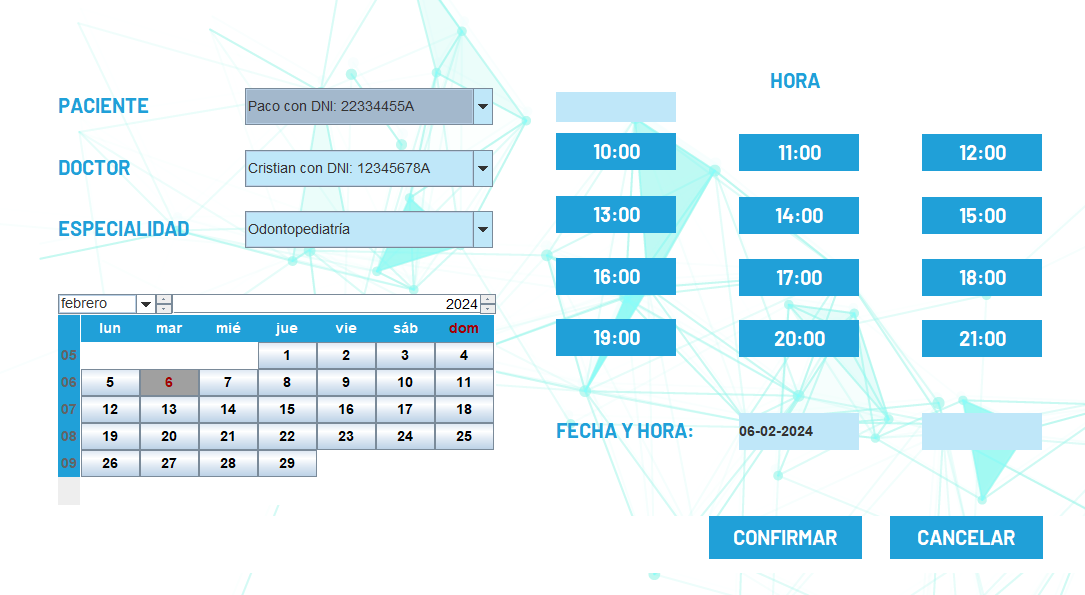 HORA
PACIENTE Paco con DNI: 22334455A
DOCTOR Cristian con DNI: 12345678A
ESPECIALIDAD Odontopediatría
febrero 2024
lun mar mié jue vie sáb dom
05 1 2 3 4
06 5 6 7 8 9 10 11
07 12 13 14 15 16 17 18
08 19 20 21 22 23 24 25
09 26 27 28 29
10:00 11:00 12:00
13:00 14:00 15:00
16:00 17:00 18:00
19:00 20:00 21:00
FECHA Y HORA: 06-02-2024
CONFIRMAR CANCELAR